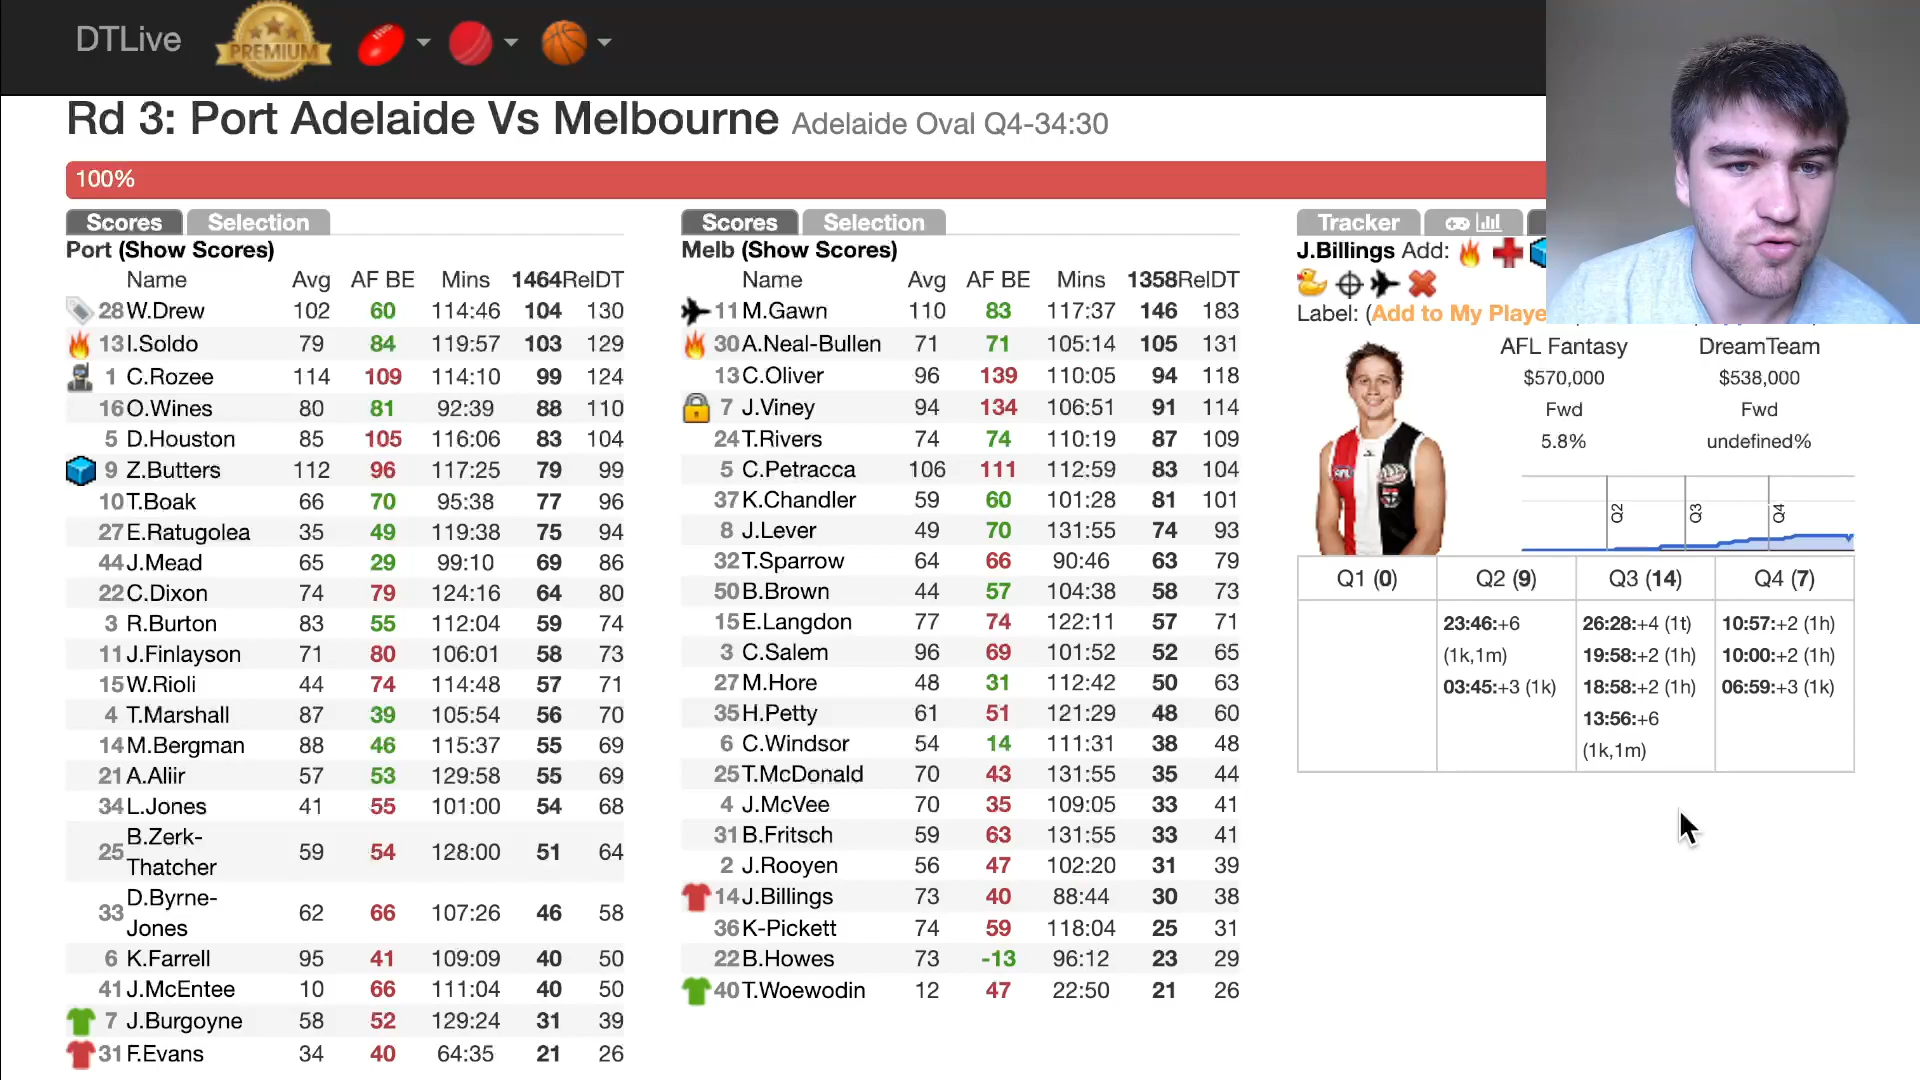 DTLive
PREMIUM
Rd 3: Port Adelaide Vs Melbourne Adelaide Oval Q4-34:30
100%
Scores Selection
Port (Show Scores)
Name Avg AF BE Mins 1464RelDT
28 W.Drew 102 60 114:46 104 130
13 I.Soldo 79 84 119:57 103 129
1 C.Rozee 114 109 114:10 99 124
16 O.Wines 80 81 92:39 88 110
5 D.Houston 85 105 116:06 83 104
9 Z.Butters 112 96 117:25 79 99
10 T.Boak 66 70 95:38 77 96
27 E.Ratugolea 35 49 119:38 75 94
44 J.Mead 65 29 99:10 69 86
22 C.Dixon 74 79 124:16 64 80
3 R.Burton 83 55 112:04 59 74
11 J.Finlayson 71 80 106:01 58 73
15 W.Rioli 44 74 114:48 57 71
4 T.Marshall 87 39 105:54 56 70
14 M.Bergman 88 46 115:37 55 69
21 A.Aliir 57 53 129:58 55 69
34 L.Jones 41 55 101:00 54 68
25 B.Zerk-
Thatcher 59 54 128:00 51 64
33 D.Byrne-
Jones 62 66 107:26 46 58
6 K.Farrell 95 41 109:09 40 50
41 J.McEntee 10 66 111:04 40 50
7 J.Burgoyne 58 52 129:24 31 39
31 F.Evans 34 40 64:35 21 26
Scores Selection
Melb (Show Scores)
Name Avg AF BE Mins 1358RelDT
11 M.Gawn 110 83 117:37 146 183
30 A.Neal-Bullen 71 71 105:14 105 131
13 C.Oliver 96 139 110:05 94 118
7 J.Viney 94 134 106:51 91 114
24 T.Rivers 74 74 110:19 87 109
5 C.Petracca 106 111 112:59 83 104
37 K.Chandler 59 60 101:28 81 101
8 J.Lever 49 70 131:55 74 93
32 T.Sparrow 64 66 90:46 63 79
50 B.Brown 44 57 104:38 58 73
15 E.Langdon 77 74 122:11 57 71
3 C.Salem 96 69 101:52 52 65
27 M.Hore 48 31 112:42 50 63
35 H.Petty 61 51 121:29 48 60
6 C.Windsor 54 14 111:31 38 48
25 T.McDonald 70 43 131:55 35 44
4 J.McVee 70 35 109:05 33 41
31 B.Fritsch 59 63 131:55 33 41
2 J.Rooyen 56 47 102:20 31 39
14 J.Billings 73 40 88:44 30 38
36 K-Pickett 74 59 118:04 25 31
22 B.Howes 73 -13 96:12 23 29
40 T.Woewodin 12 47 22:50 21 26
Tracker
J.Billings Add:
Label: (Add to My Playe
AFL Fantasy DreamTeam
$570,000 $538,000
Fwd Fwd
5.8% undefined%
Q2 Q3 Q4
Q1 (0) Q2 (9) Q3 (14) Q4 (7)
23:46:+6 26:28:+4 (1t) 10:57:+2 (1h)
(1k,1m) 19:58:+2 (1h) 10:00:+2 (1h)
03:45:+3 (1k) 18:58:+2 (1h) 06:59:+3 (1k)
13:56:+6
(1k,1m)